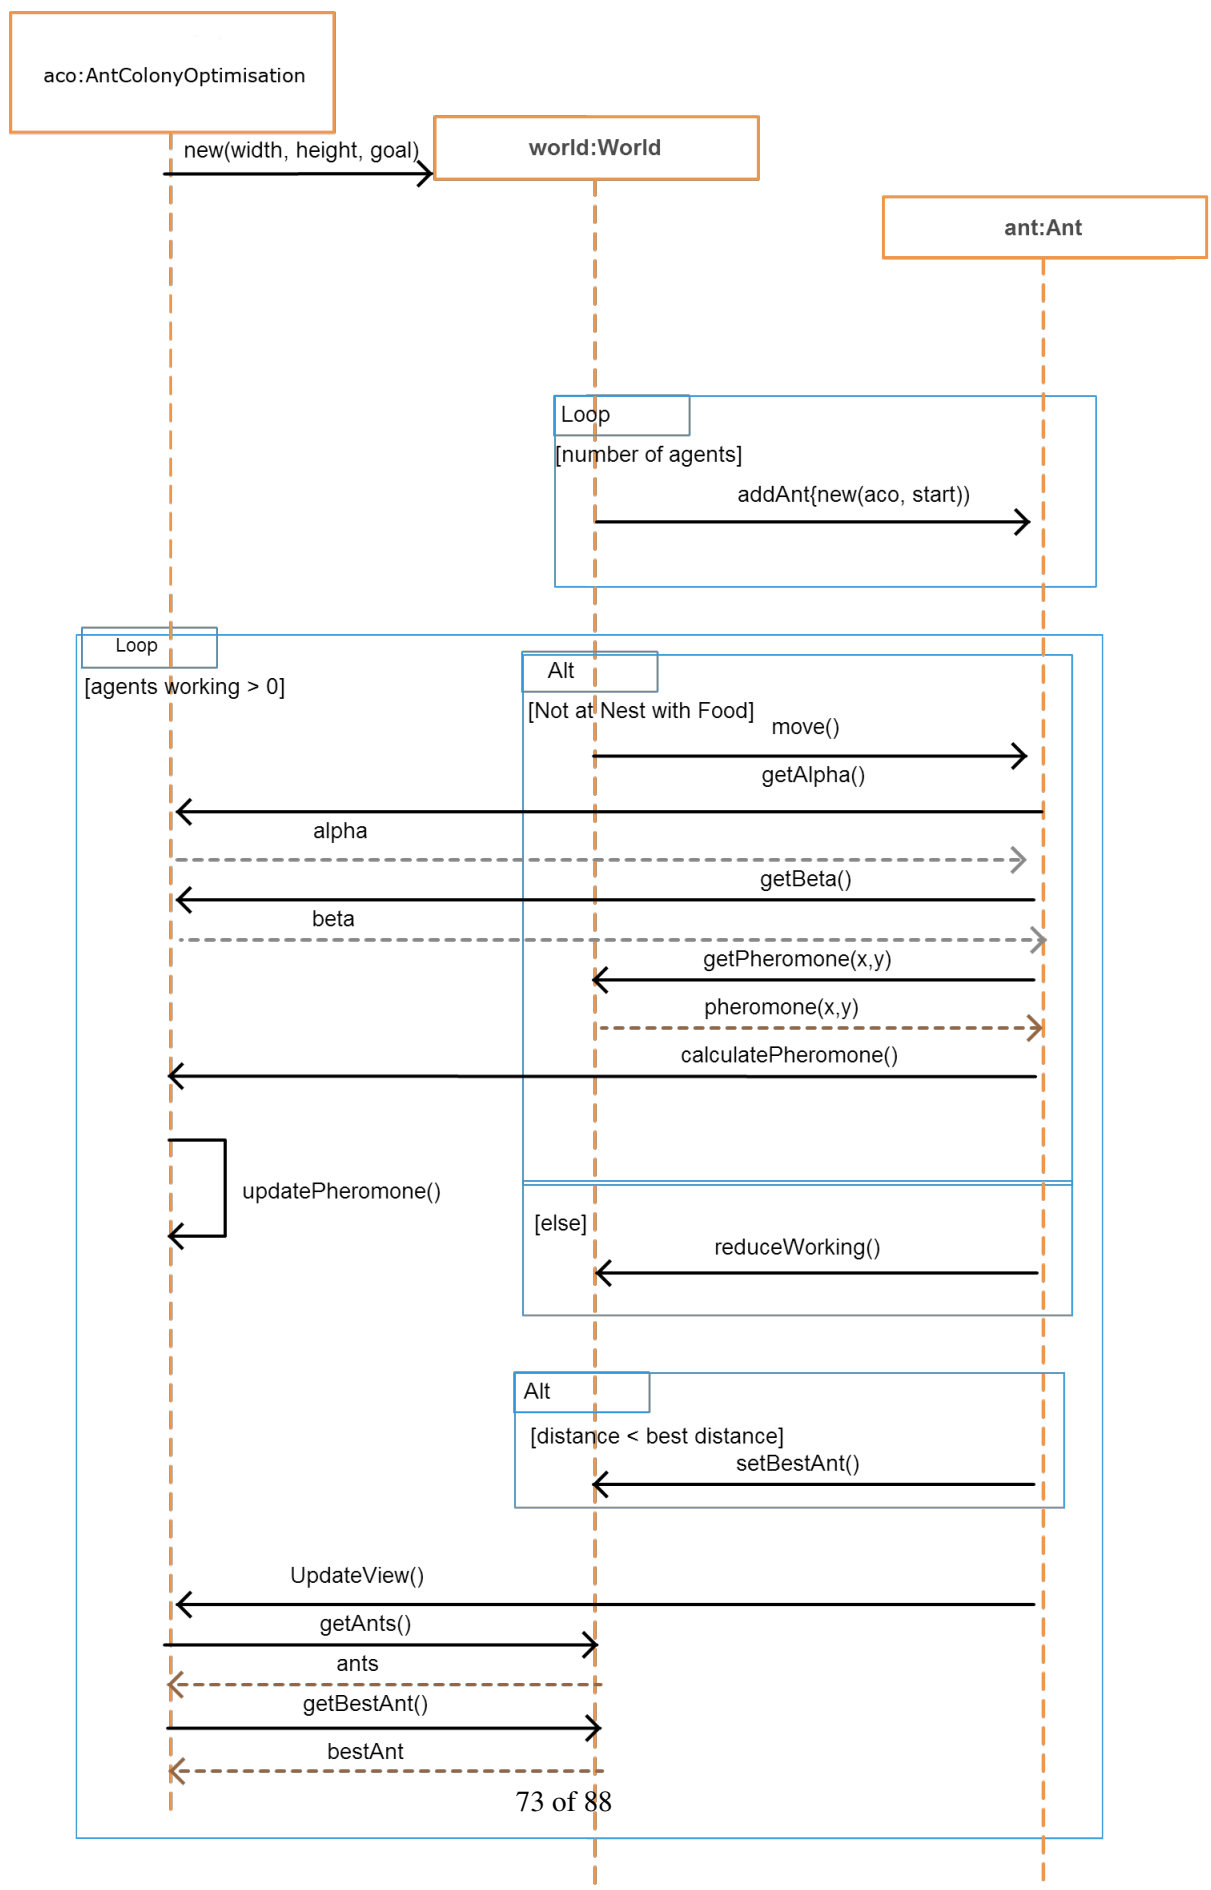 aco:AntColonyOptimisation
new(width, height, goal)
world:World
ant:Ant
Loop
[number of agents]
addAnt{new(aco, start))
Loop
[agents working > 0]
Alt
[Not at Nest with Food]
move()
getAlpha()
alpha
getBeta()
beta
getPheromone(x,y)
pheromone(x,y)
calculatePheromone()
updatePheromone()
[else]
reduceWorking()
Alt
[distance < best distance]
setBestAnt()
UpdateView()
getAnts()
ants
getBestAnt()
bestAnt
73 of 88